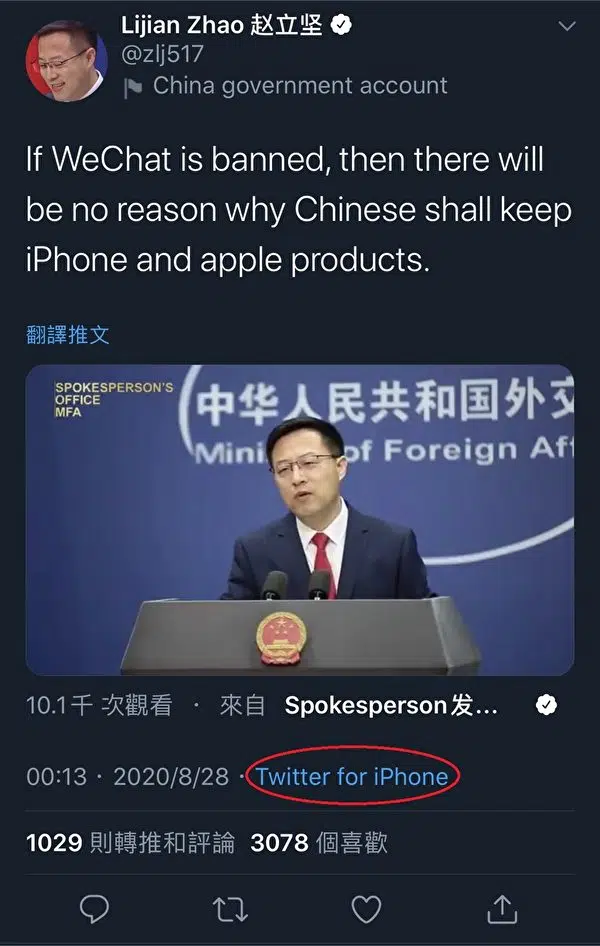 Lijian Zhao 赵立坚
@zlj517
China government account
If WeChat is banned, then there will
be no reason why Chinese shall keep
iPhone and apple products.
翻譯推文
SPOKESPERSON'S
OFFICE
MFA
中华人民共和国外交
Mini of Foreign Aff
10.1千 次觀看 · 來自 Spokesperson发...
00:13 · 2020/8/28 · Twitter for iPhone
1029 則轉推和評論 3078 個喜歡